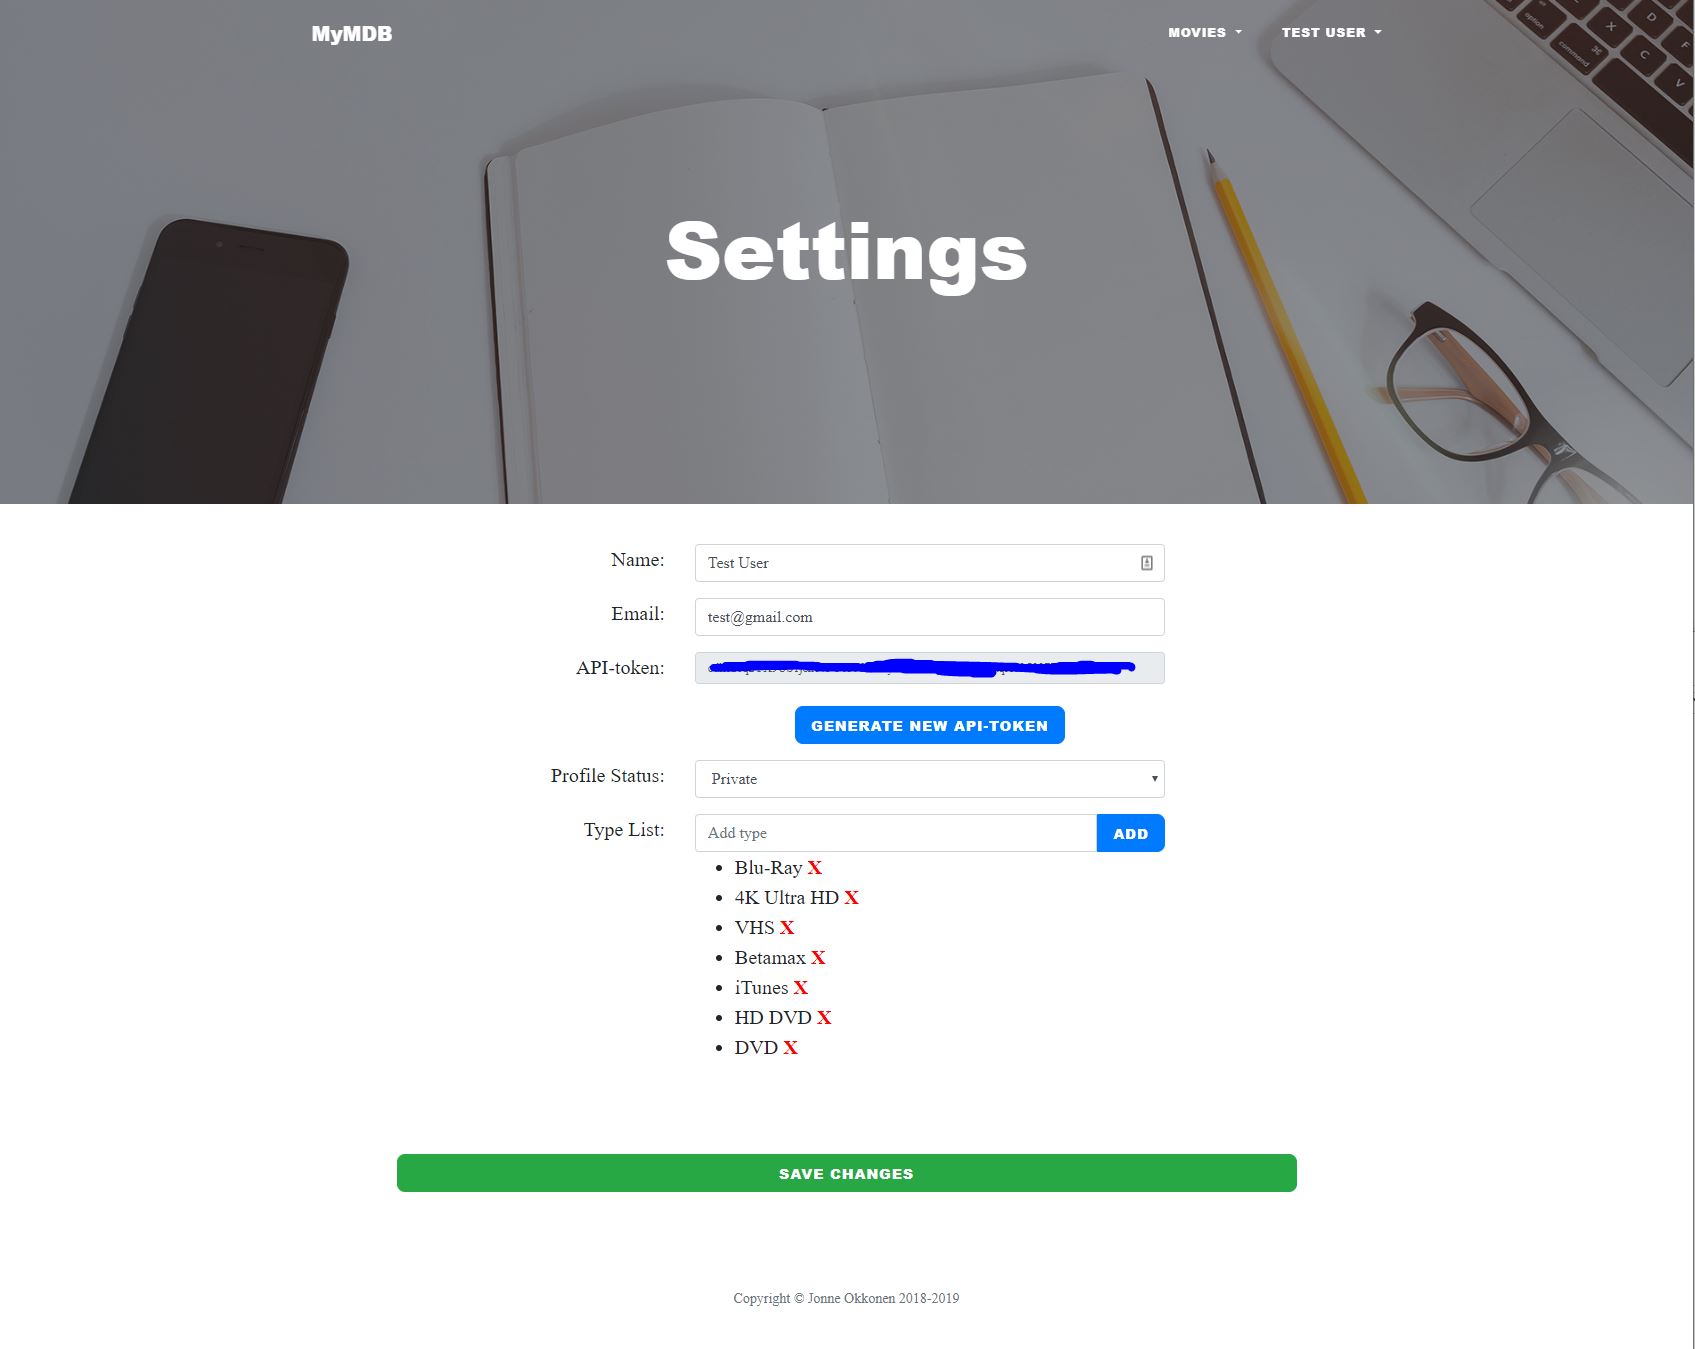 MyMDB
MOVIES
TEST USER
option
command
⌘
X
C
D
F
V
Settings
Name:
Test User
Email:
test@gmail.com
API-token:
GENERATE NEW API-TOKEN
Profile Status:
Private
Type List:
Add type
ADD
Blu-Ray X
4K Ultra HD X
VHS X
Betamax X
iTunes X
HD DVD X
DVD X
SAVE CHANGES
Copyright © Jonne Okkonen 2018-2019